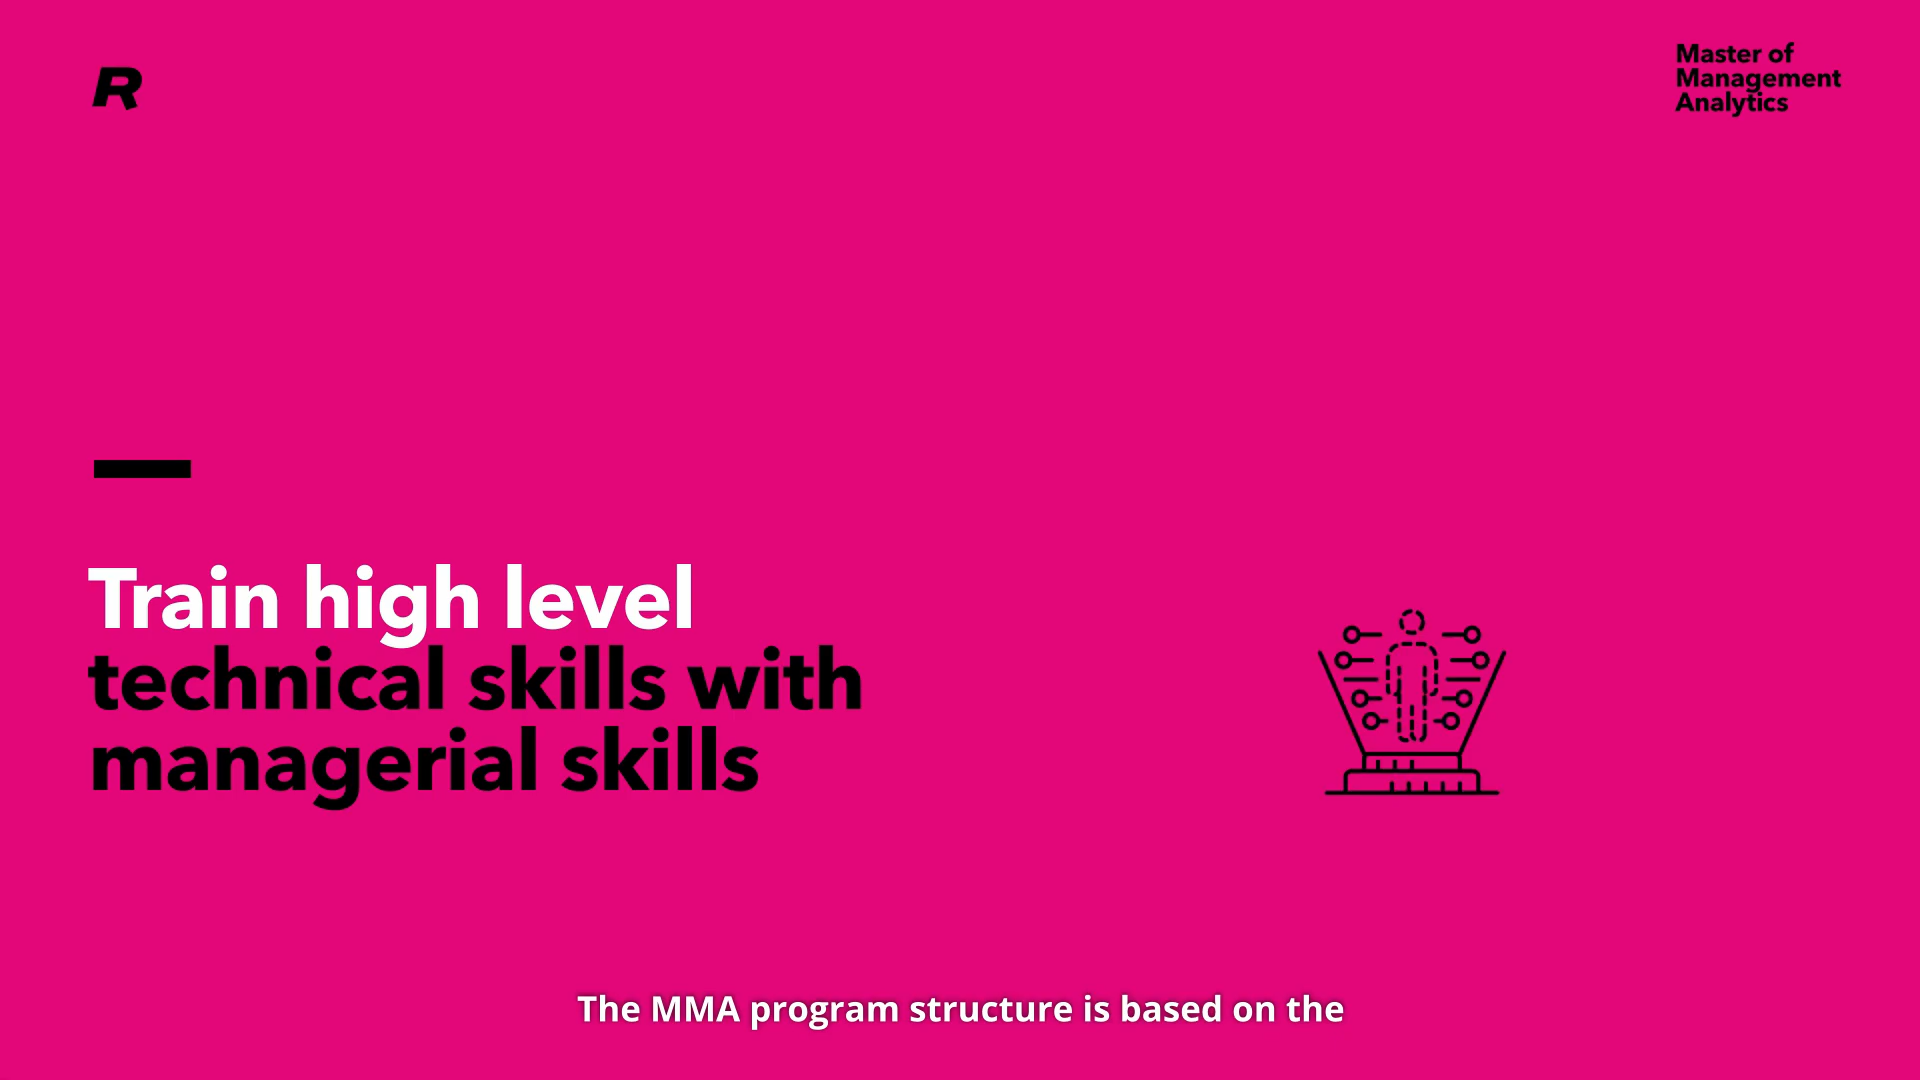 R
Master of
Management
Analytics
Train high level
technical skills with
managerial skills
The MMA program structure is based on the